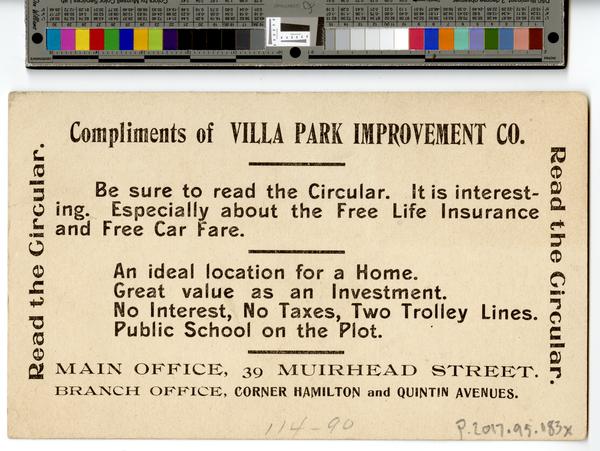 Compliments of VILLA PARK IMPROVEMENT CO.
Be sure to read the Circular. It is interest-
ing. Especially about the Free Life Insurance
and Free Car Fare.
An ideal location for a Home.
Great value as an Investment.
No Interest, No Taxes, Two Trolley Lines.
Public School on the Plot.
MAIN OFFICE, 39 MUIRHEAD STREET.
BRANCH OFFICE, CORNER HAMILTON and QUINTIN AVENUES.
Read the Circular.
Read the Circular.
114-90
P.2017.95.183x